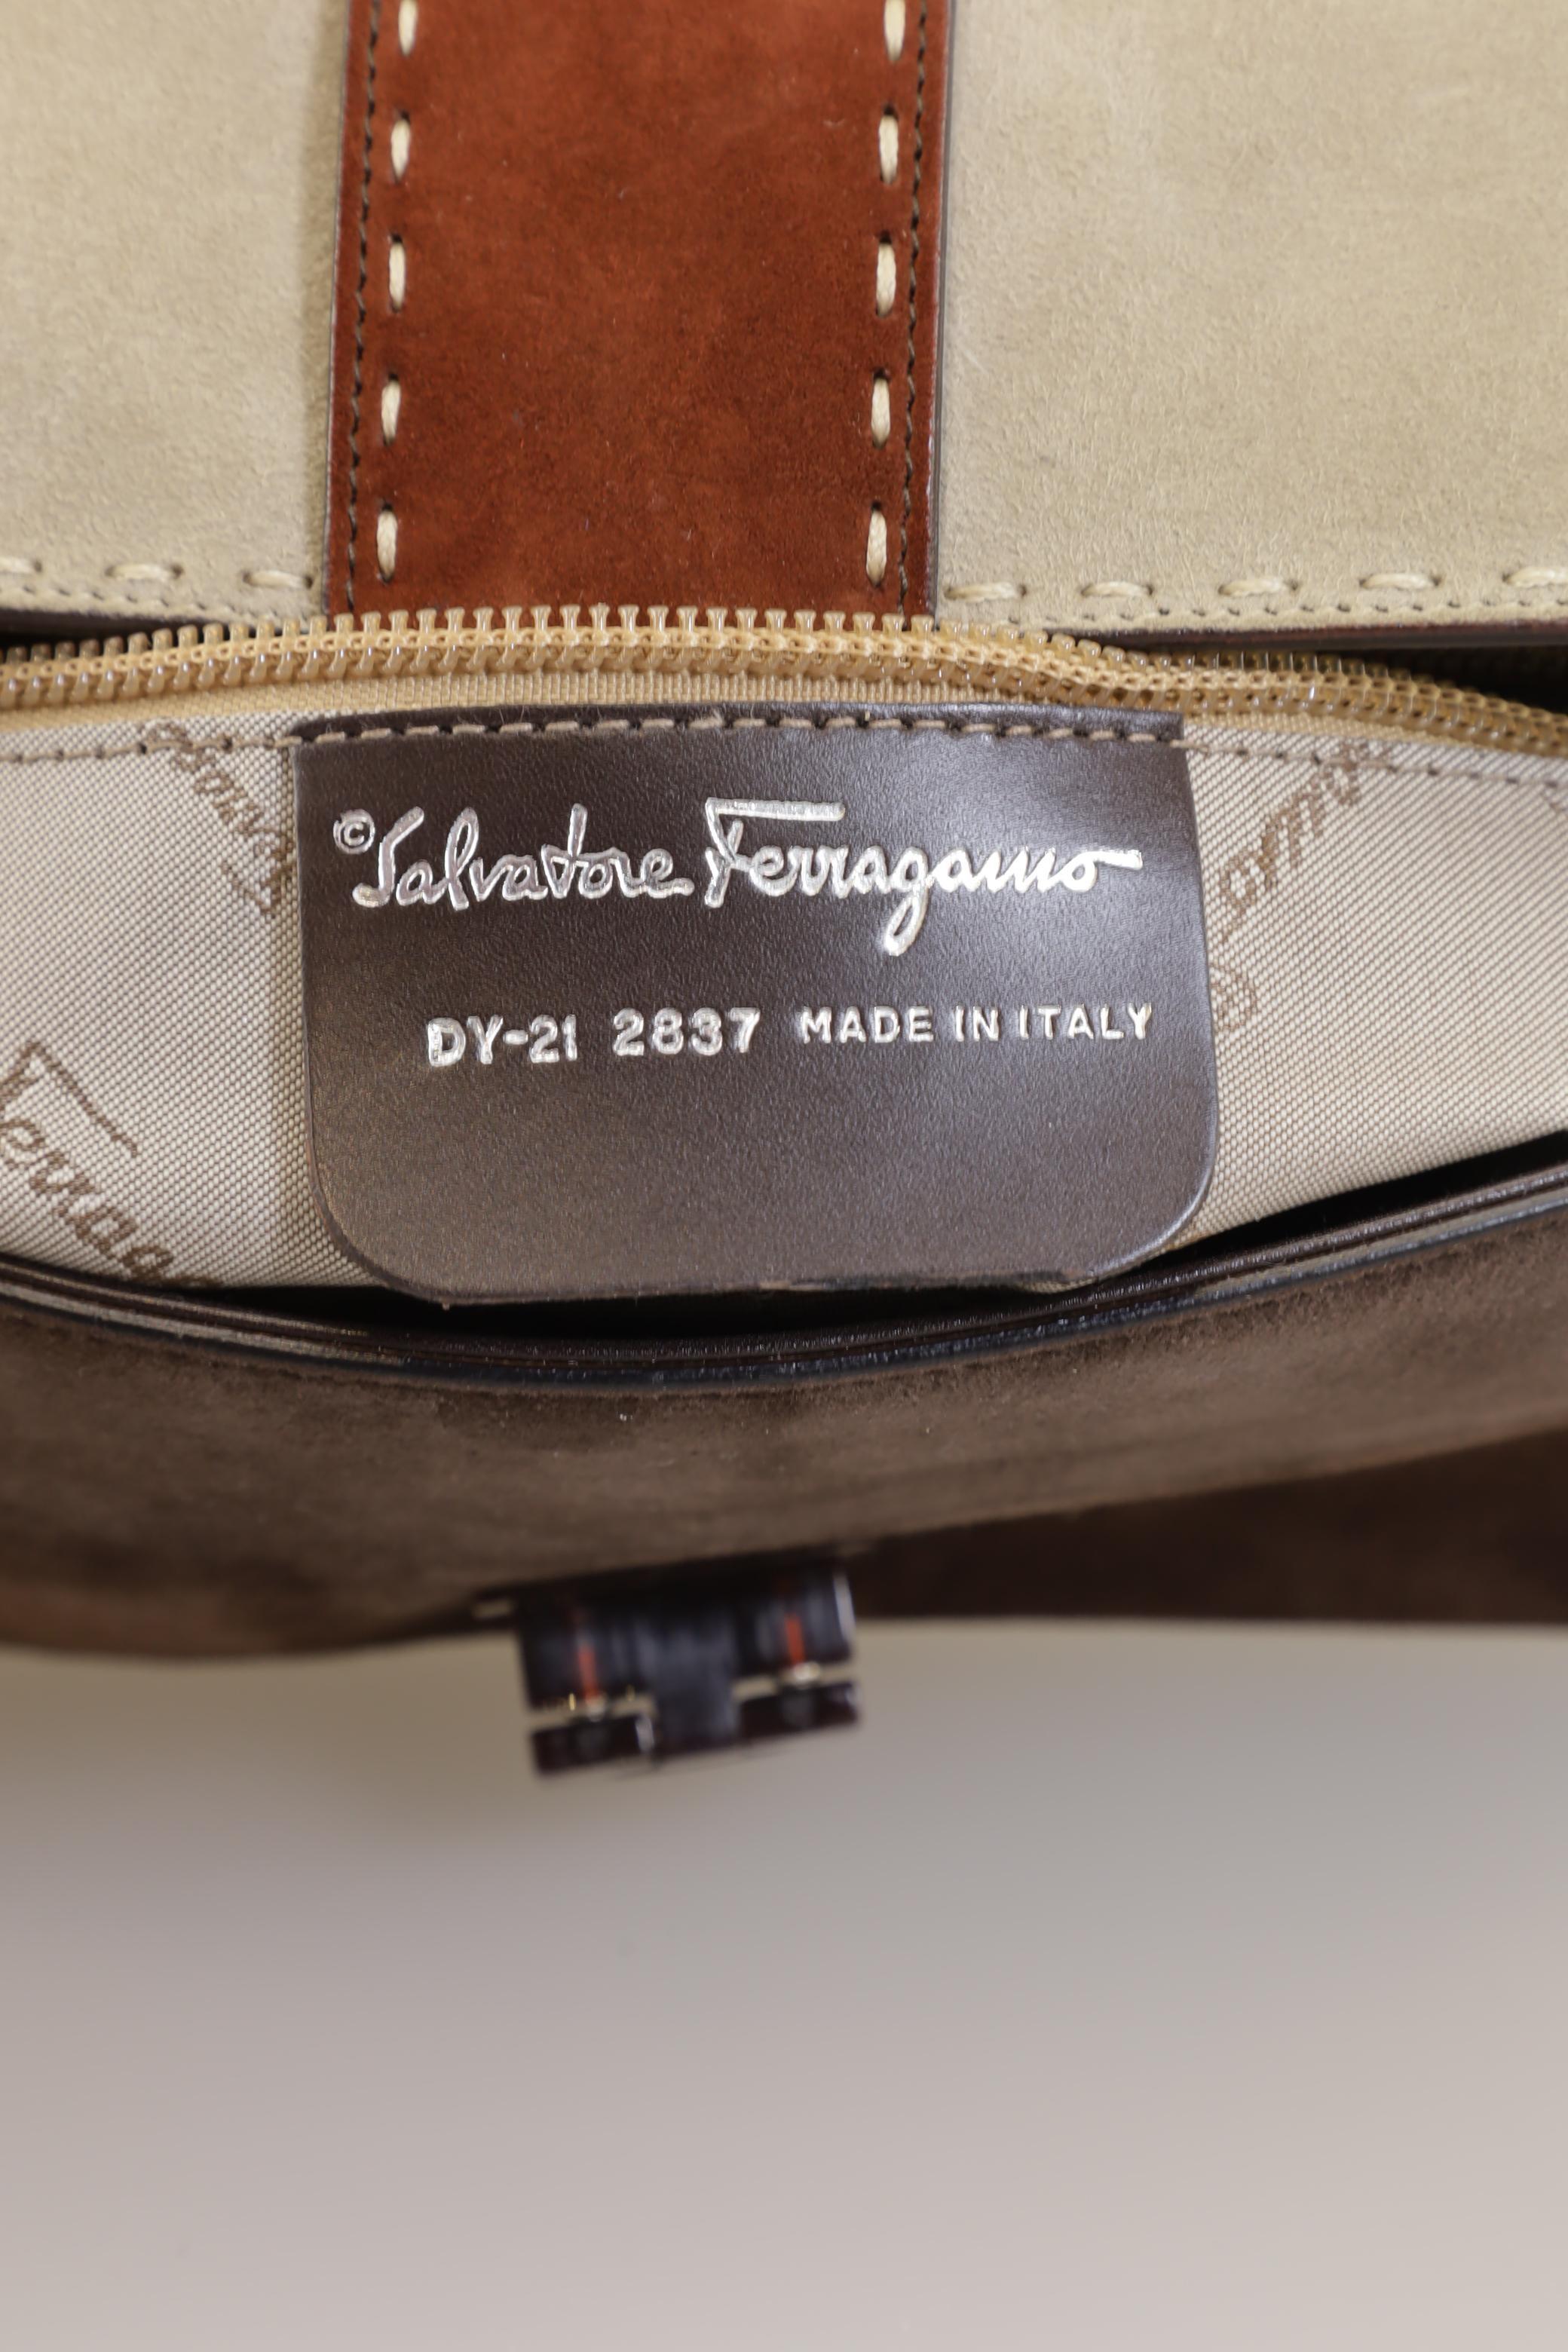 © Salvatore Ferragamo
DY-21 2837 MADE IN ITALY